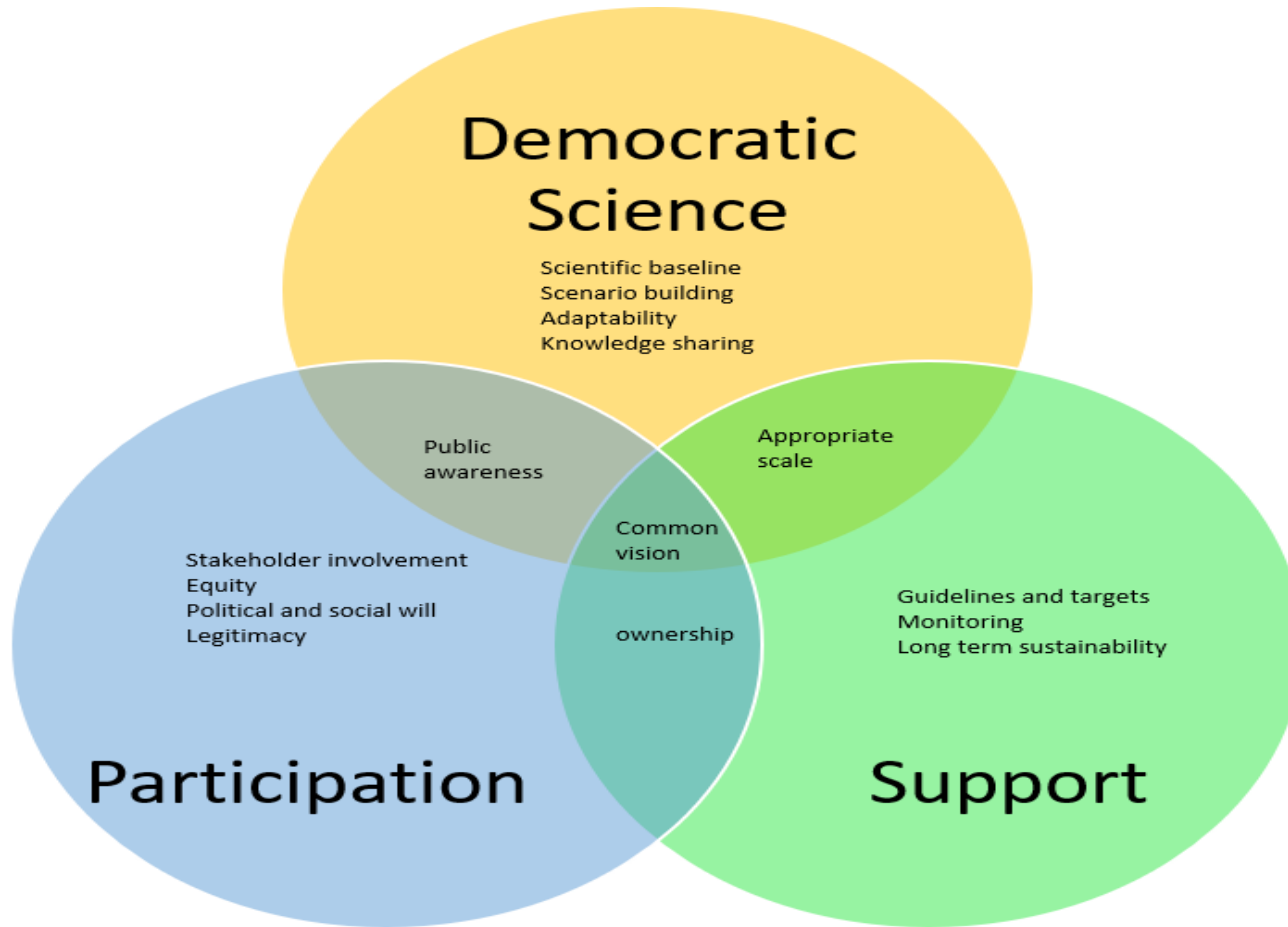 Democratic
Science
Scientific baseline
Scenario building
Adaptability
Knowledge sharing
Public
awareness
Appropriate
scale
Common
vision
Stakeholder involvement
Equity
Political and social will
Legitimacy
ownership
Guidelines and targets
Monitoring
Long term sustainability
Participation
Support